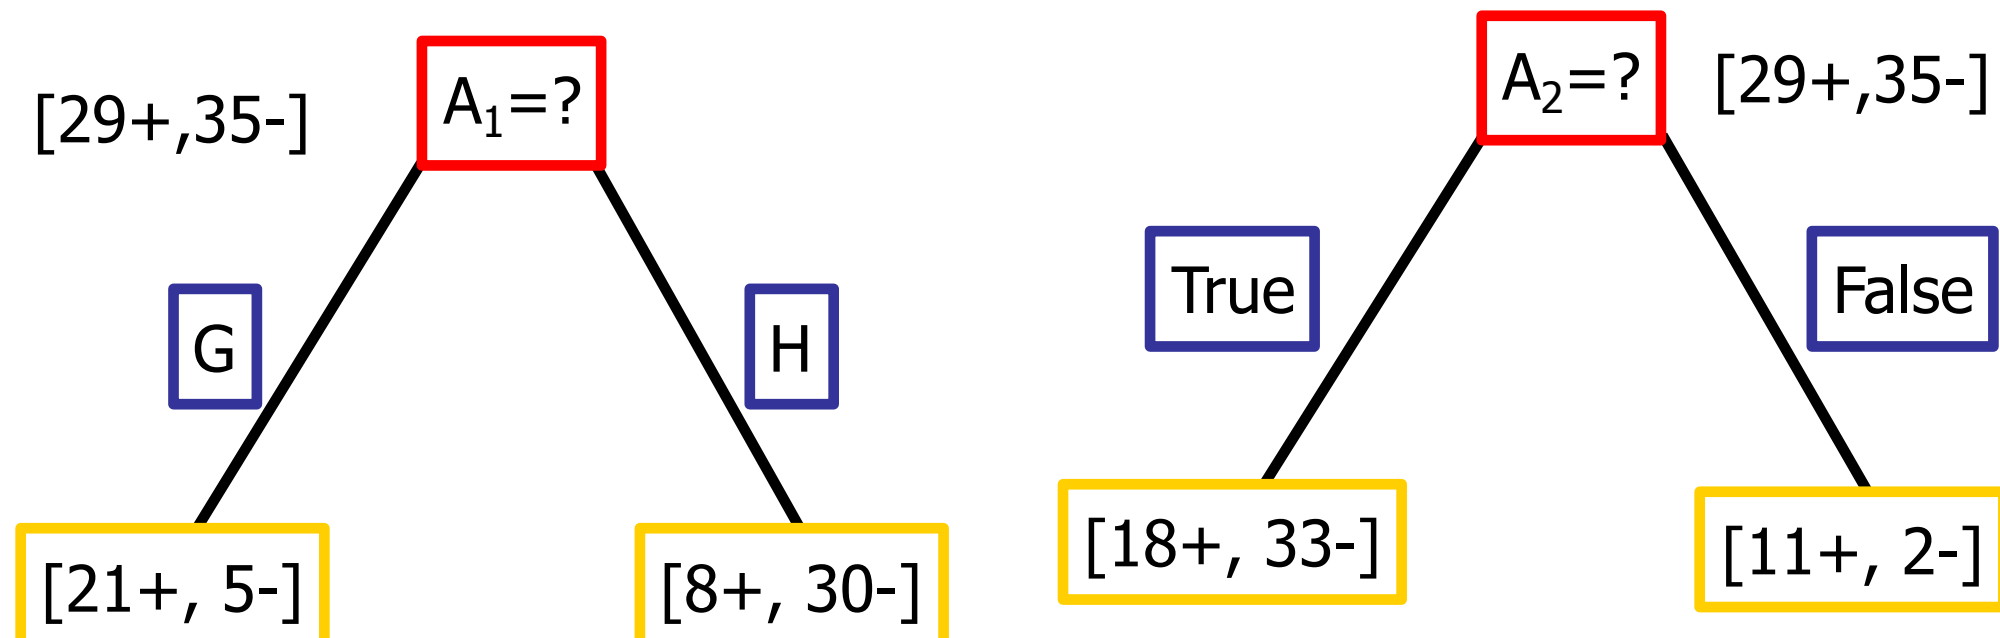 [29+,35-]
A₁=?
G
H
[21+, 5-]
[8+, 30-]
A₂=?
[29+,35-]
True
False
[18+, 33-]
[11+, 2-]